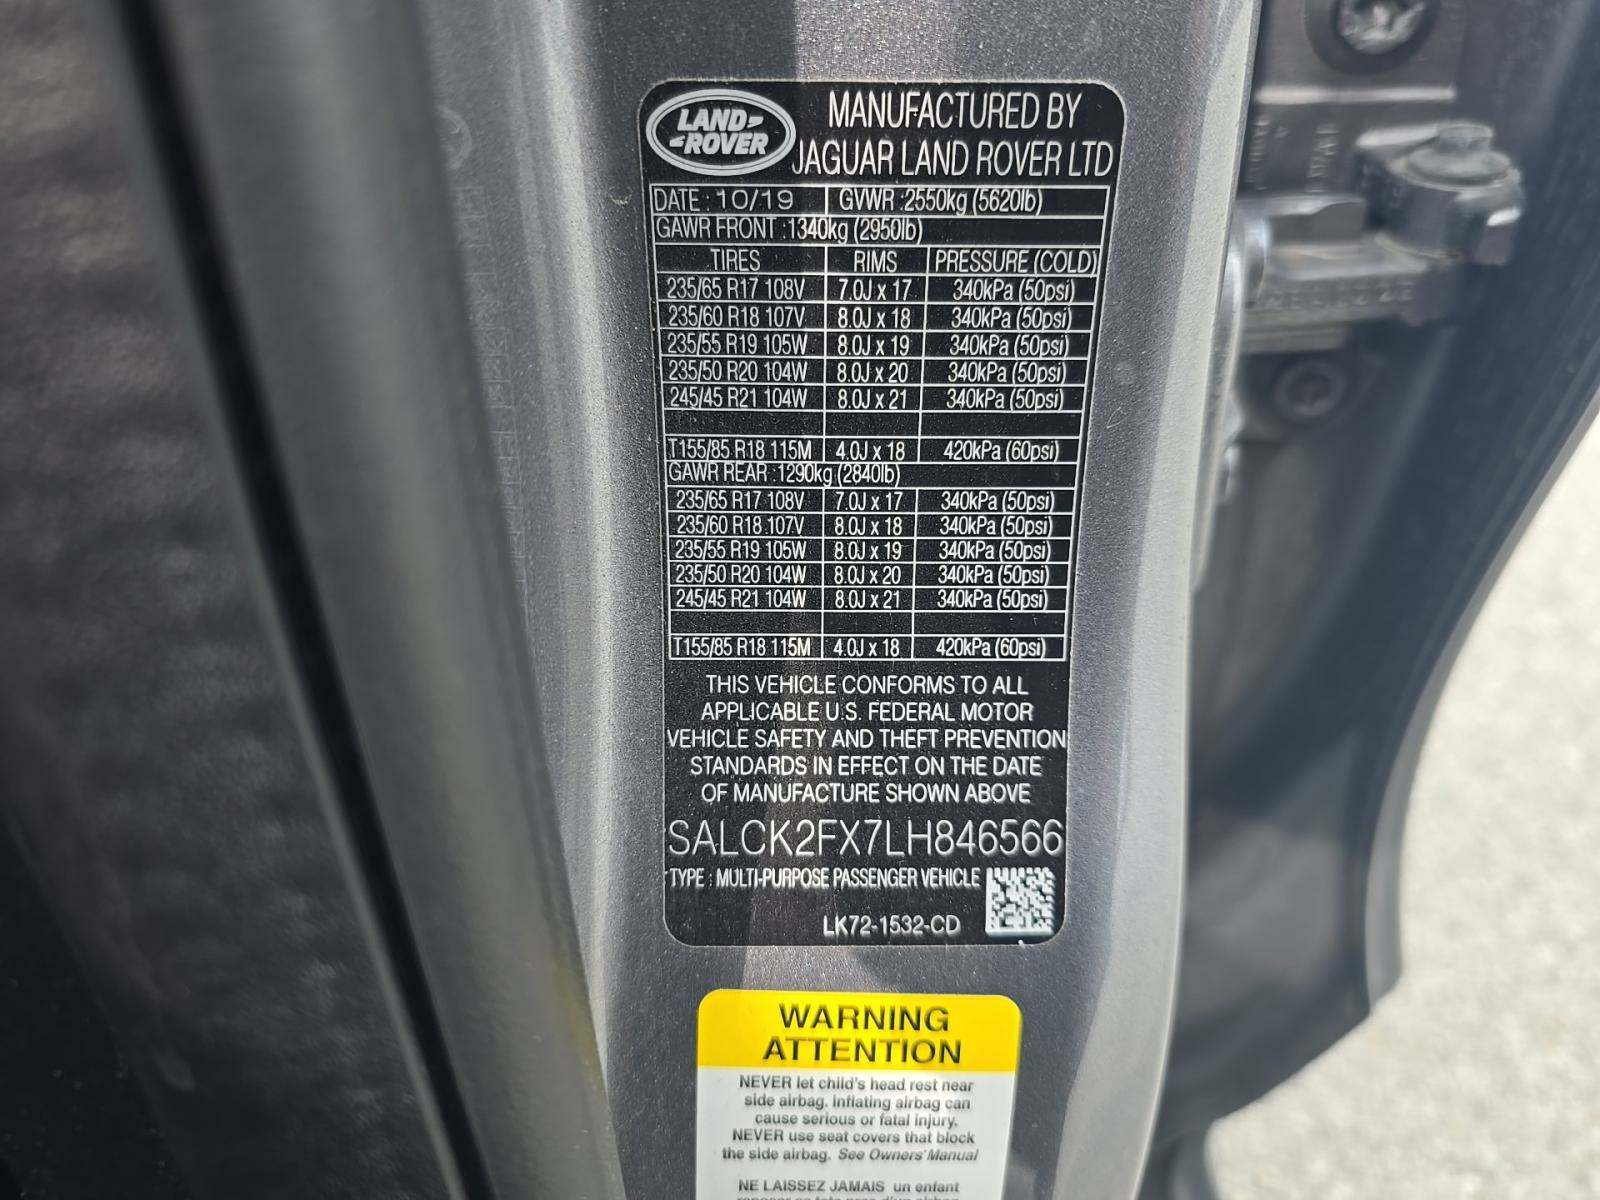 LAND-
-ROVER
MANUFACTURED BY
JAGUAR LAND ROVER LTD
DATE : 10/19 GVWR :2550kg (5620lb)
GAWR FRONT :1340kg (2950lb)
TIRES RIMS PRESSURE (COLD)
235/65 R17 108V 7.0J x 17 340kPa (50psi)
235/60 R18 107V 8.0J x 18 340kPa (50psi)
235/55 R19 105W 8.0J x 19 340kPa (50psi)
235/50 R20 104W 8.0J x 20 340kPa (50psi)
245/45 R21 104W 8.0J x 21 340kPa (50psi)
T155/85 R18 115M 4.0J x 18 420kPa (60psi)
GAWR REAR :1290kg (2840lb)
235/65 R17 108V 7.0J x 17 340kPa (50psi)
235/60 R18 107V 8.0J x 18 340kPa (50psi)
235/55 R19 105W 8.0J x 19 340kPa (50psi)
235/50 R20 104W 8.0J x 20 340kPa (50psi)
245/45 R21 104W 8.0J x 21 340kPa (50psi)
T155/85 R18 115M 4.0J x 18 420kPa (60psi)
THIS VEHICLE CONFORMS TO ALL
APPLICABLE U.S. FEDERAL MOTOR
VEHICLE SAFETY AND THEFT PREVENTION
STANDARDS IN EFFECT ON THE DATE
OF MANUFACTURE SHOWN ABOVE
SALCK2FX7LH846566
TYPE : MULTI-PURPOSE PASSENGER VEHICLE
LK72-1532-CD
WARNING
ATTENTION
NEVER let child's head rest near
side airbag. Inflating airbag can
cause serious or fatal injury.
NEVER use seat covers that block
the side airbag. See Owners' Manual
NE LAISSEZ JAMAIS un enfant